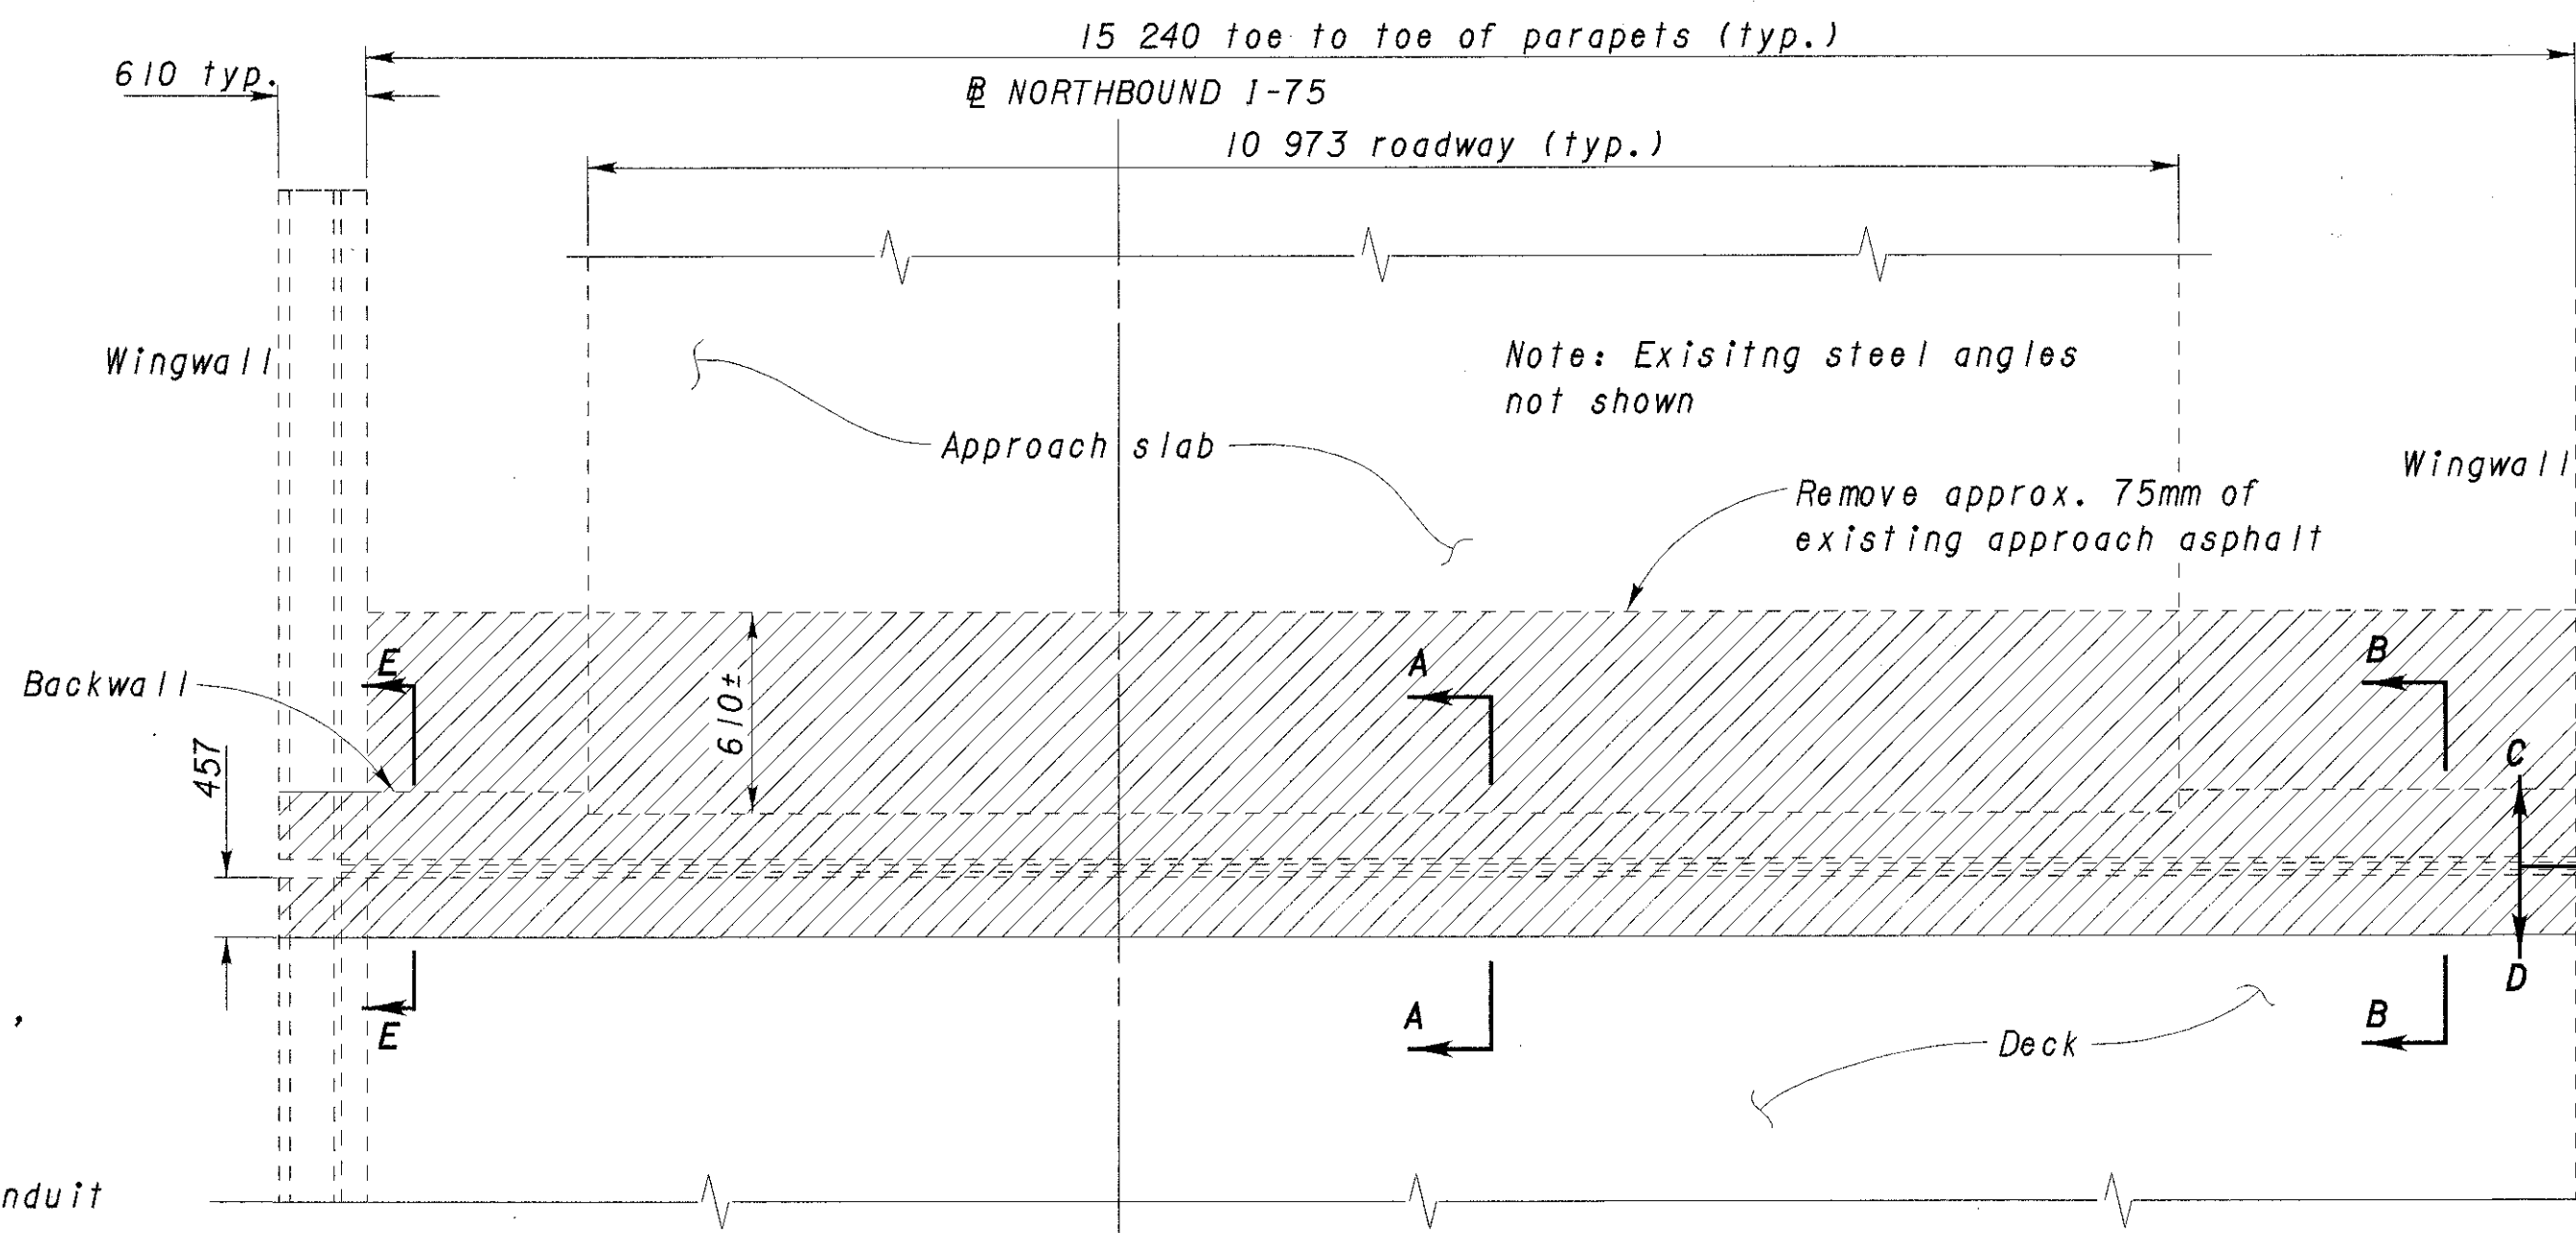 15 240 toe to toe of parapets (typ.)
610 typ.
℄ NORTHBOUND I-75
10 973 roadway (typ.)
Wingwall
Note: Exisitng steel angles
not shown
Approach slab
Wingwall
Remove approx. 75mm of
existing approach asphalt
E
A
B
Backwall
610±
457
C
D
E
A
B
Deck
nduit